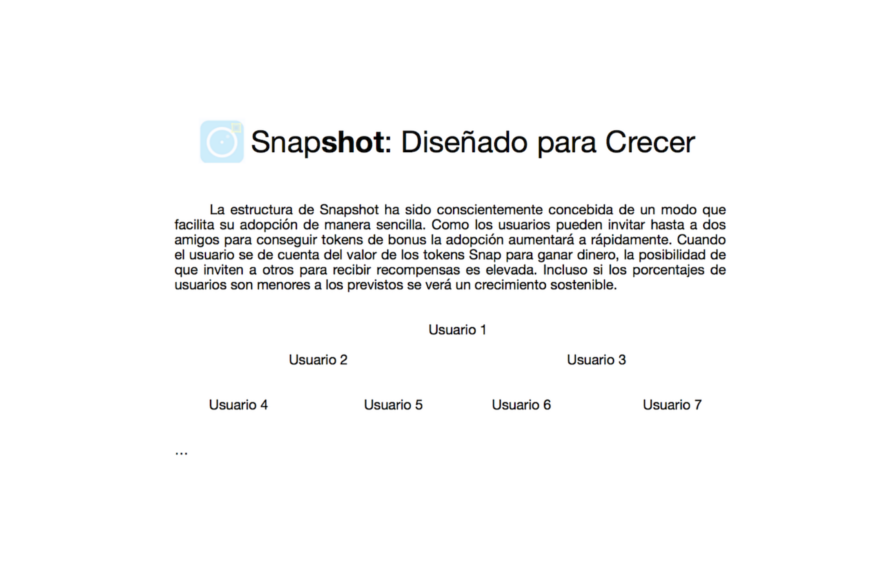 Snapshot: Diseñado para Crecer
La estructura de Snapshot ha sido conscientemente concebida de un modo que
facilita su adopción de manera sencilla. Como los usuarios pueden invitar hasta a dos
amigos para conseguir tokens de bonus la adopción aumentará a rápidamente. Cuando
el usuario se de cuenta del valor de los tokens Snap para ganar dinero, la posibilidad de
que inviten a otros para recibir recompensas es elevada. Incluso si los porcentajes de
usuarios son menores a los previstos se verá un crecimiento sostenible.
Usuario 1
Usuario 2 Usuario 3
Usuario 4 Usuario 5 Usuario 6 Usuario 7
...